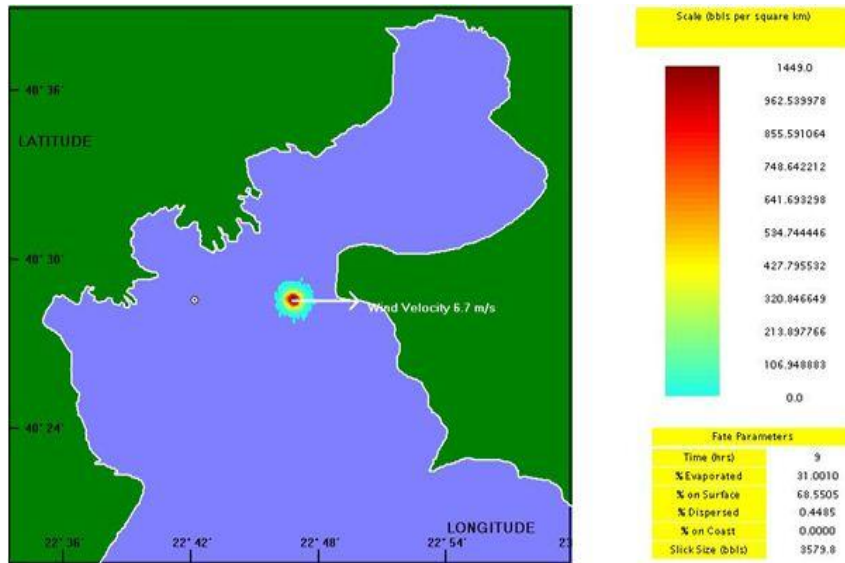 Scale (bbls per square km)
1449.0
962.539978
855.591064
748.642212
641.693298
534.744446
427.795532
320.846649
213.897766
106.948883
0.0
40° 36'
LATITUDE
40° 30'
Wind Velocity 6.7 m/s
40° 24'
LONGITUDE
22° 36' 22° 42' 22° 48' 22° 54' 23
Fate Parameters
Time (hrs) 9
% Evaporated 31.0010
% on Surface 68.5505
% Dispersed 0.4485
% on Coast 0.0000
Slick Size (bbls) 3579.8